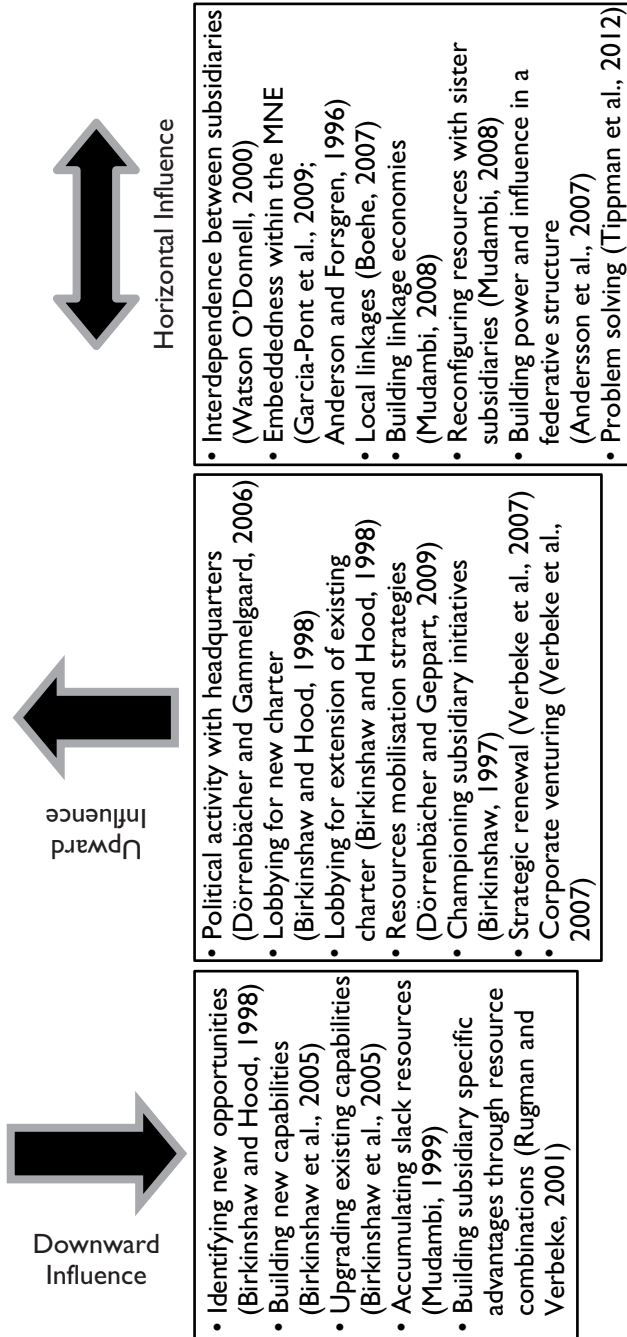 Downward
Influence
• Identifying new opportunities
(Birkinshaw and Hood, 1998)
• Building new capabilities
(Birkinshaw et al., 2005)
• Upgrading existing capabilities
(Birkinshaw et al., 2005)
• Accumulating slack resources
(Mudambi, 1999)
• Building subsidiary specific
advantages through resource
combinations (Rugman and
Verbeke, 2001)
Upward
Influence
• Political activity with headquarters
(Dörrenbächer and Gammelgaard, 2006)
• Lobbying for new charter
(Birkinshaw and Hood, 1998)
• Lobbying for extension of existing
charter (Birkinshaw and Hood, 1998)
• Resources mobilisation strategies
(Dörrenbächer and Geppart, 2009)
• Championing subsidiary initiatives
(Birkinshaw, 1997)
• Strategic renewal (Verbeke et al., 2007)
• Corporate venturing (Verbeke et al.,
2007)
Horizontal Influence
• Interdependence between subsidiaries
(Watson O'Donnell, 2000)
• Embeddedness within the MNE
(Garcia-Pont et al., 2009;
Anderson and Forsgren, 1996)
• Local linkages (Boehe, 2007)
• Building linkage economies
(Mudambi, 2008)
• Reconfiguring resources with sister
subsidiaries (Mudambi, 2008)
• Building power and influence in a
federative structure
(Andersson et al., 2007)
• Problem solving (Tippman et al., 2012)